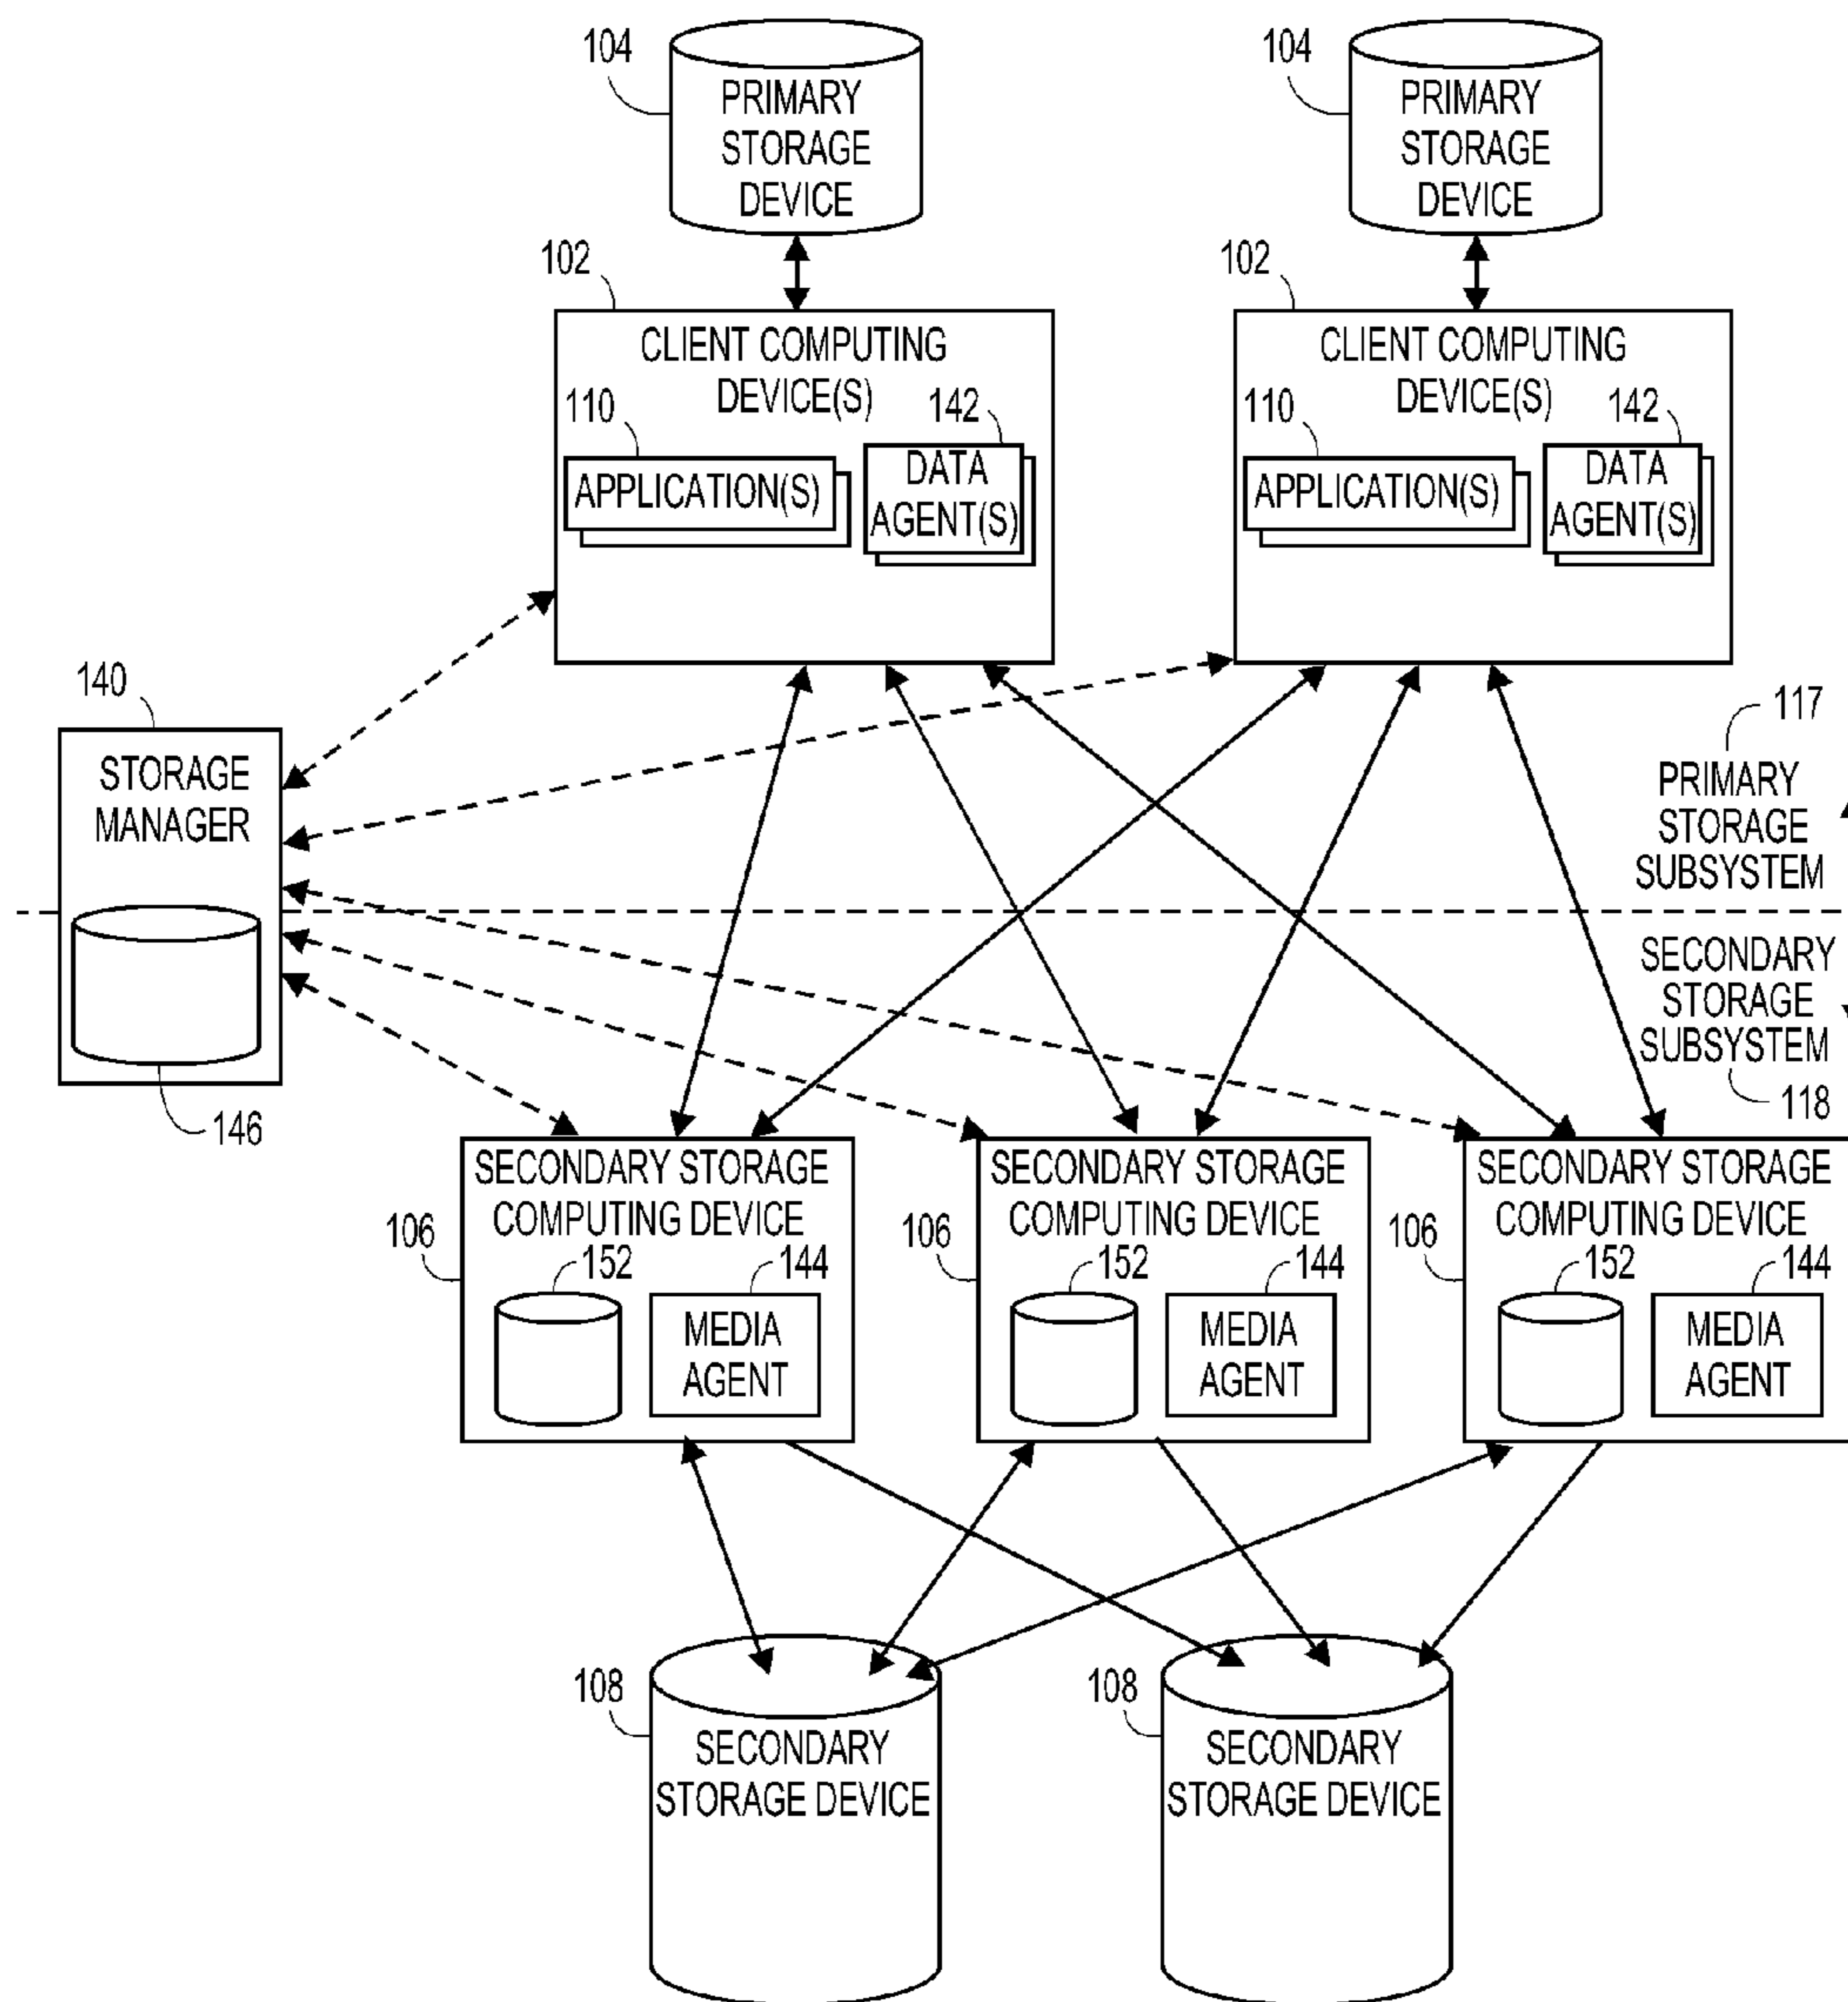 104
PRIMARY
STORAGE
DEVICE
104
PRIMARY
STORAGE
DEVICE
102
CLIENT COMPUTING
DEVICE(S)
110
APPLICATION(S)
142
DATA
AGENT(S)
102
CLIENT COMPUTING
DEVICE(S)
110
APPLICATION(S)
142
DATA
AGENT(S)
140
STORAGE
MANAGER
146
117
PRIMARY
STORAGE
SUBSYSTEM
SECONDARY
STORAGE
SUBSYSTEM
118
106
SECONDARY STORAGE
COMPUTING DEVICE
152
144
MEDIA
AGENT
106
SECONDARY STORAGE
COMPUTING DEVICE
152
144
MEDIA
AGENT
106
SECONDARY STORAGE
COMPUTING DEVICE
152
144
MEDIA
AGENT
108
SECONDARY
STORAGE DEVICE
108
SECONDARY
STORAGE DEVICE